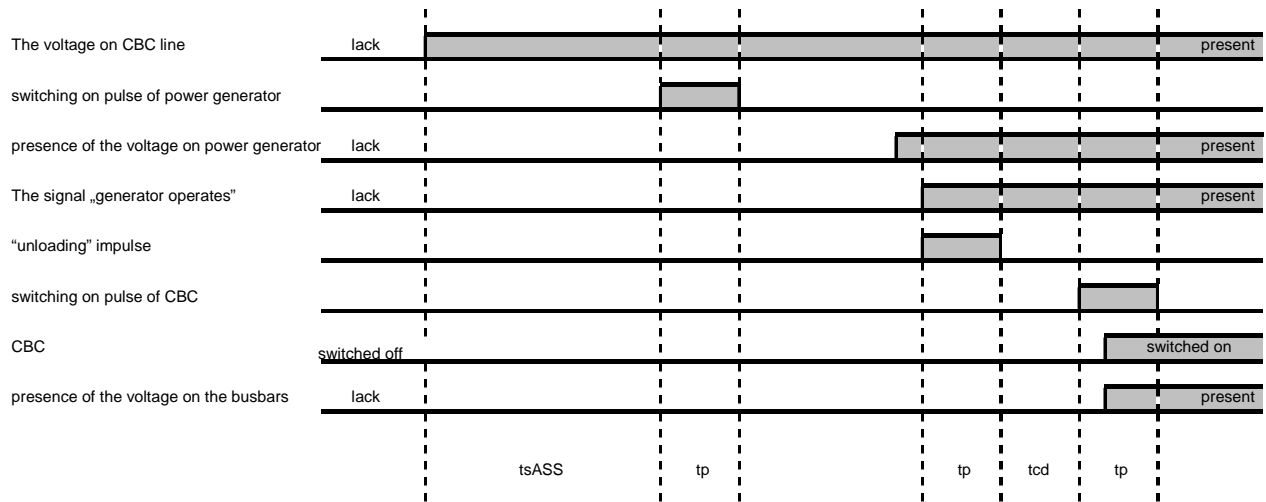 The voltage on CBC line lack present
switching on pulse of power generator
presence of the voltage on power generator lack present
The signal „generator operates” lack present
“unloading” impulse
switching on pulse of CBC
CBC switched off switched on
presence of the voltage on the busbars lack present
tsASS tp tp tcd tp